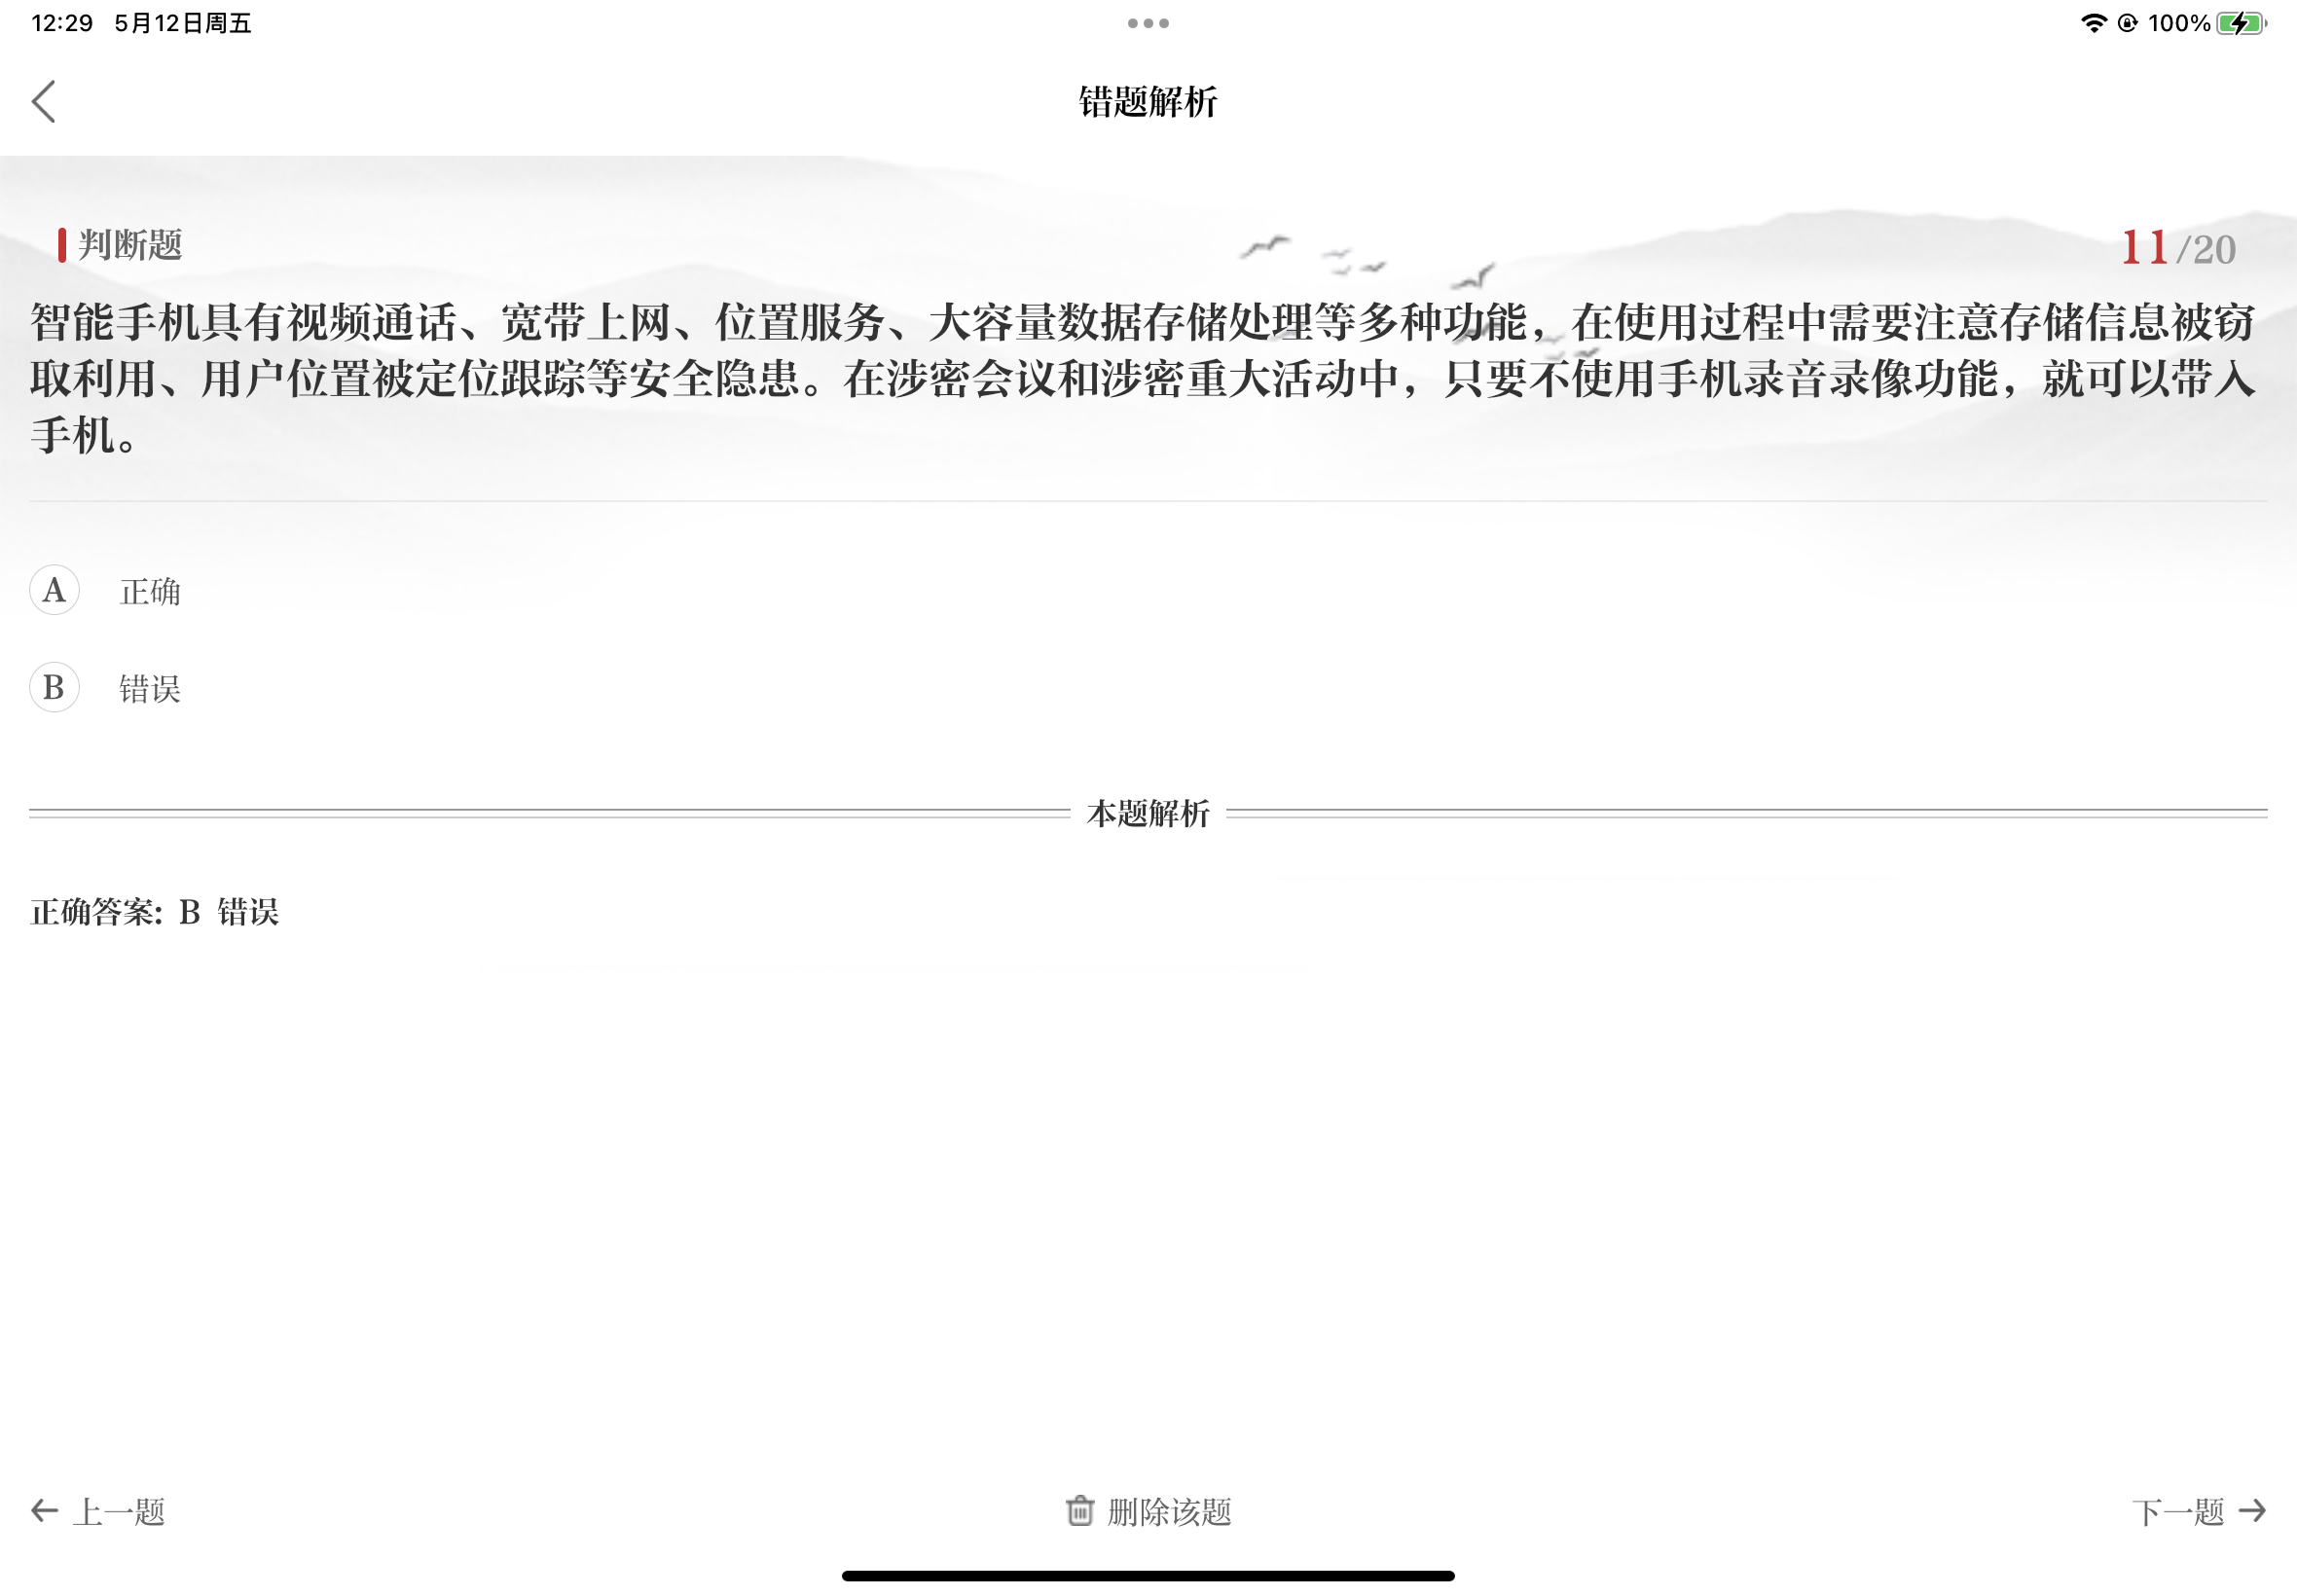 12:29 5月12日周五
100%
错题解析
判断题
11/20
智能手机具有视频通话、宽带上网、位置服务、大容量数据存储处理等多种功能，在使用过程中需要注意存储信息被窃
取利用、用户位置被定位跟踪等安全隐患。在涉密会议和涉密重大活动中，只要不使用手机录音录像功能，就可以带入
手机。
A 正确
B 错误
本题解析
正确答案: B 错误
上一题
删除该题
下一题